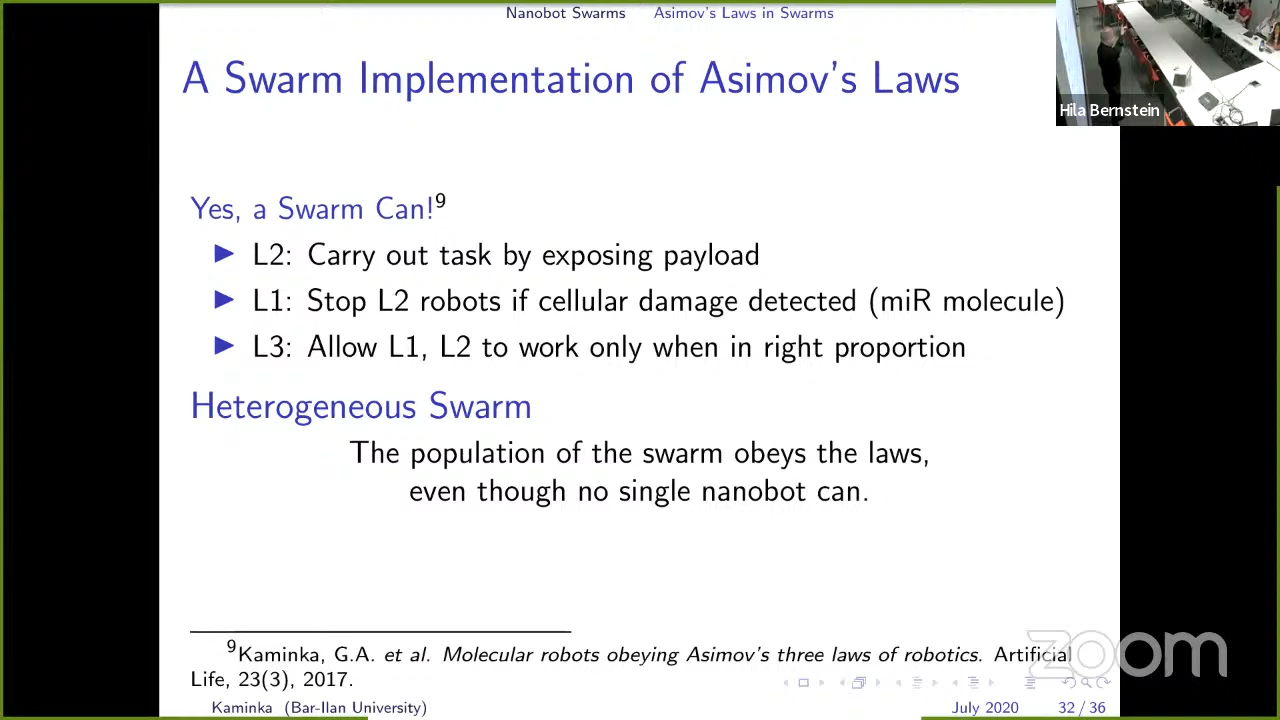 Nanobot Swarms Asimov's Laws in Swarms
A Swarm Implementation of Asimov's Laws
Hila Bernstein
Yes, a Swarm Can!9
L2: Carry out task by exposing payload
L1: Stop L2 robots if cellular damage detected (miR molecule)
L3: Allow L1, L2 to work only when in right proportion
Heterogeneous Swarm
The population of the swarm obeys the laws,
even though no single nanobot can.
9Kaminka, G.A. et al. Molecular robots obeying Asimov's three laws of robotics. Artificial
Life, 23(3), 2017.
zoom
Kaminka (Bar-Ilan University) July 2020 32 / 36